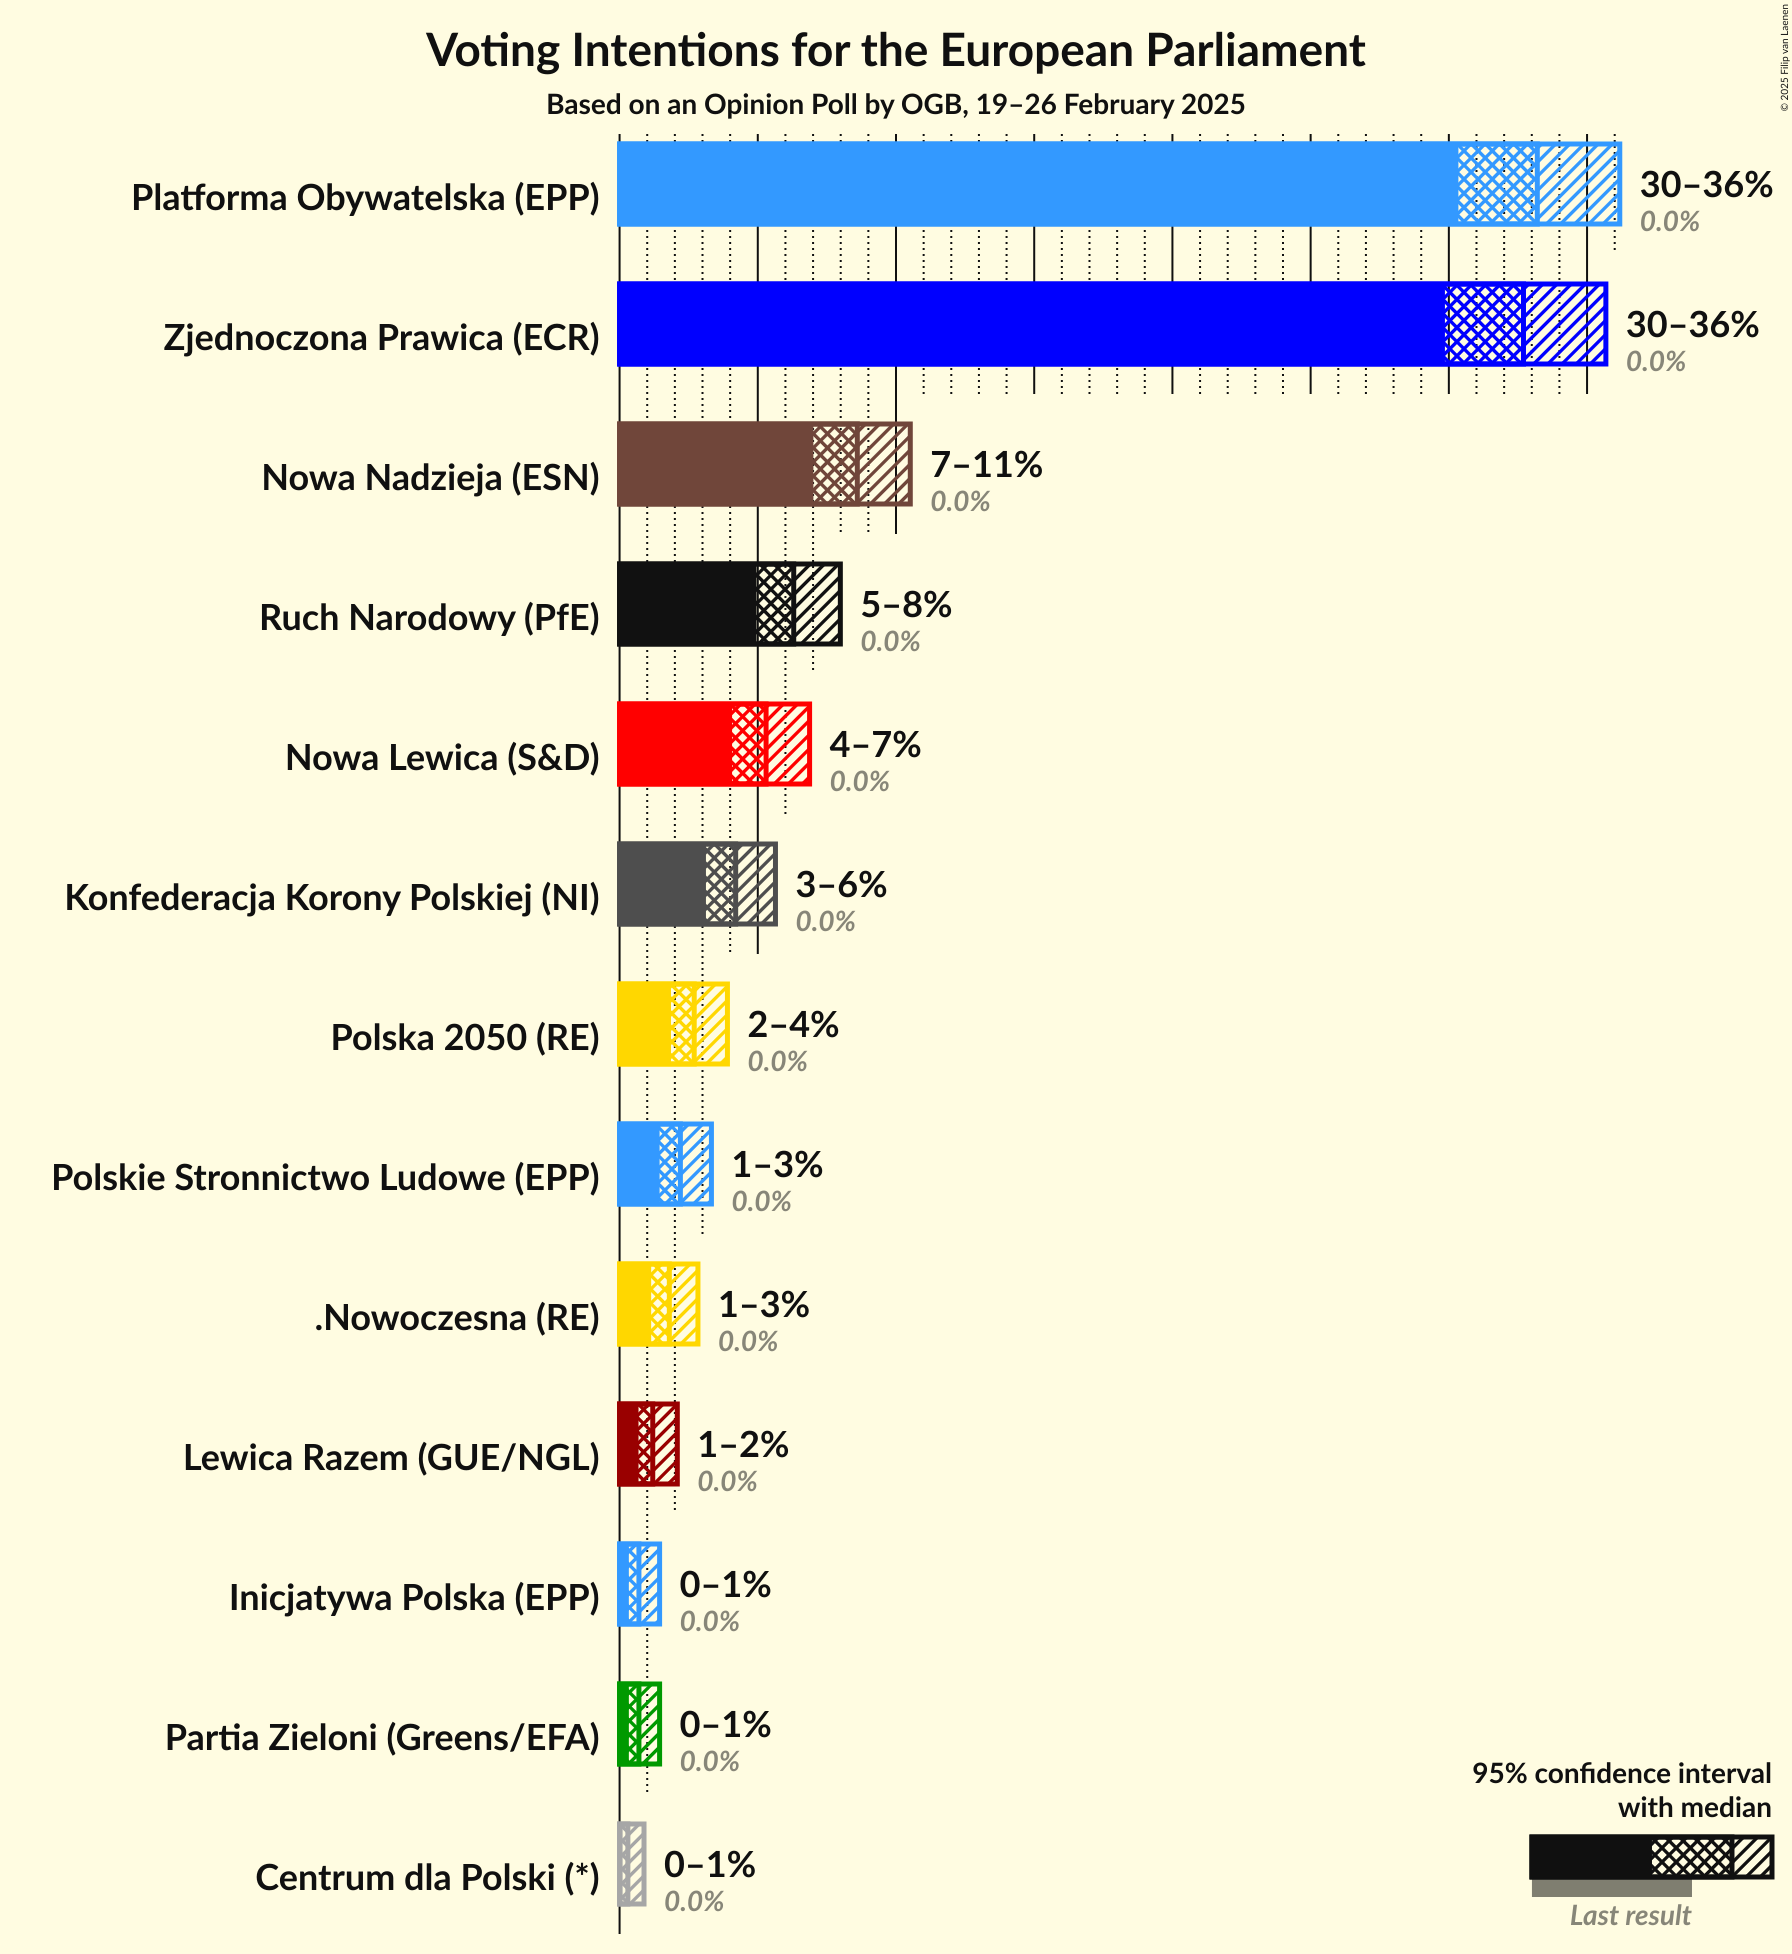 Voting Intentions for the European Parliament
Based on an Opinion Poll by OGB, 19–26 February 2025
© 2025 Filip van Laenen
Platforma Obywatelska (EPP)
30–36%
0.0%
Zjednoczona Prawica (ECR)
30–36%
0.0%
Nowa Nadzieja (ESN)
7–11%
0.0%
Ruch Narodowy (PfE)
5–8%
0.0%
Nowa Lewica (S&D)
4–7%
0.0%
Konfederacja Korony Polskiej (NI)
3–6%
0.0%
Polska 2050 (RE)
2–4%
0.0%
Polskie Stronnictwo Ludowe (EPP)
1–3%
0.0%
.Nowoczesna (RE)
1–3%
0.0%
Lewica Razem (GUE/NGL)
1–2%
0.0%
Inicjatywa Polska (EPP)
0–1%
0.0%
Partia Zieloni (Greens/EFA)
0–1%
0.0%
Centrum dla Polski (*)
0–1%
0.0%
95% confidence interval
with median
Last result